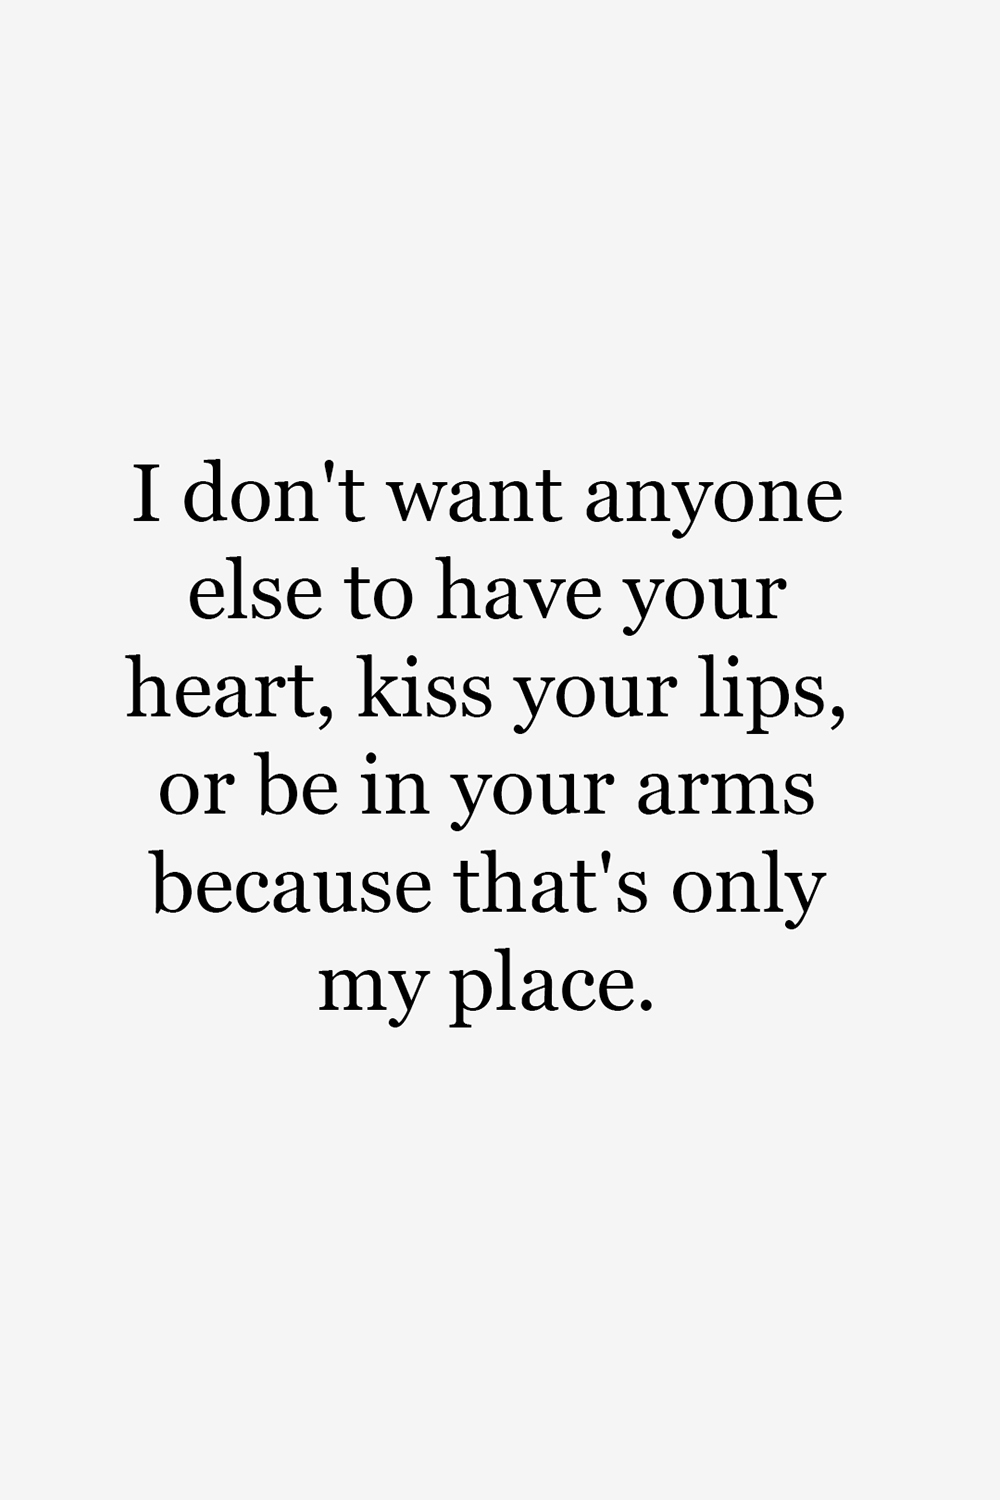 I don't want anyone
else to have your
heart, kiss your lips,
or be in your arms
because that's only
my place.